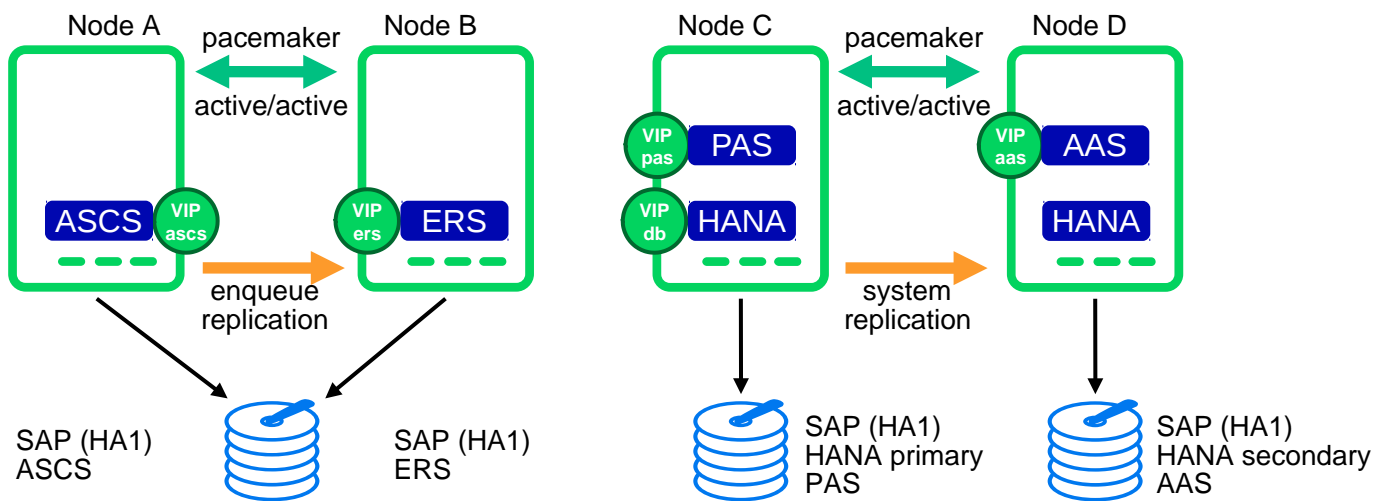 Node A
Node B
Node C
Node D
pacemaker
active/active
pacemaker
active/active
VIP
pas
PAS
VIP
aas
AAS
ASCS
VIP
ascs
VIP
ers
ERS
VIP
db
HANA
HANA
enqueue
replication
system
replication
SAP (HA1)
ASCS
SAP (HA1)
ERS
SAP (HA1)
HANA primary
PAS
SAP (HA1)
HANA secondary
AAS